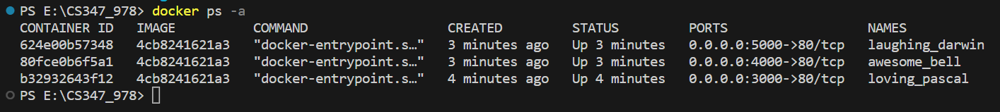 PS E:\CS347_978> docker ps -a
CONTAINER ID   IMAGE          COMMAND                  CREATED         STATUS         PORTS                  NAMES
624e00b57348   4cb8241621a3   "docker-entrypoint.s…"   3 minutes ago   Up 3 minutes   0.0.0.0:5000->80/tcp   laughing_darwin
80fce0b6f5a1   4cb8241621a3   "docker-entrypoint.s…"   3 minutes ago   Up 3 minutes   0.0.0.0:4000->80/tcp   awesome_bell
b32932643f12   4cb8241621a3   "docker-entrypoint.s…"   4 minutes ago   Up 4 minutes   0.0.0.0:3000->80/tcp   loving_pascal
PS E:\CS347_978>